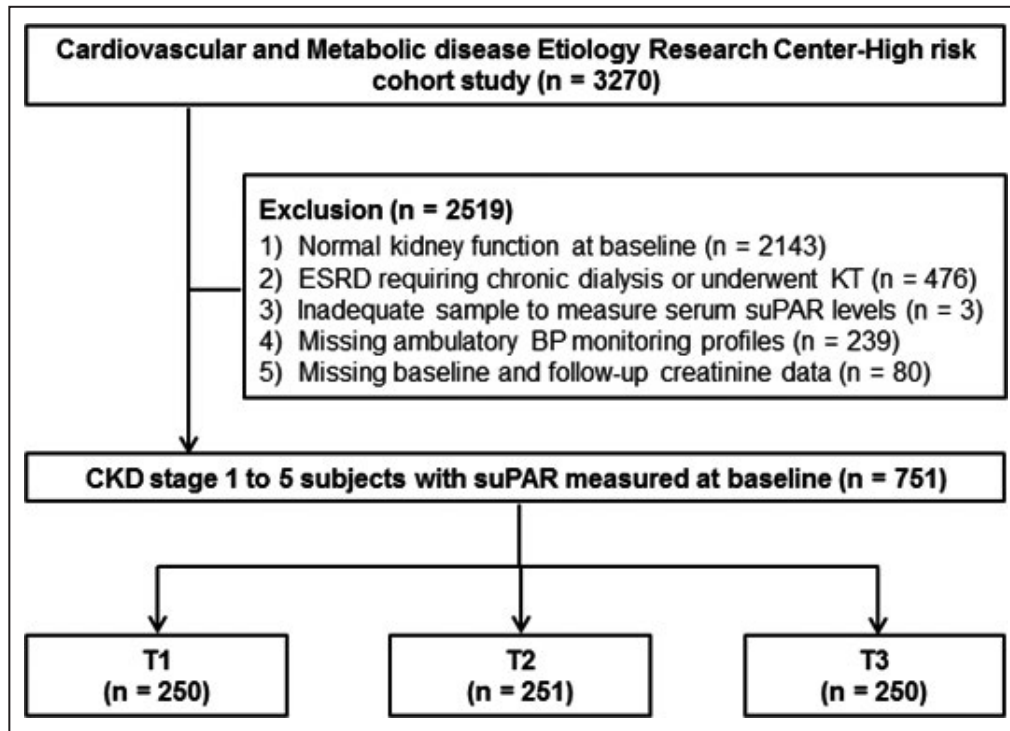 Cardiovascular and Metabolic disease Etiology Research Center-High risk
cohort study (n = 3270)
Exclusion (n = 2519)
1) Normal kidney function at baseline (n = 2143)
2) ESRD requiring chronic dialysis or underwent KT (n = 476)
3) Inadequate sample to measure serum suPAR levels (n = 3)
4) Missing ambulatory BP monitoring profiles (n = 239)
5) Missing baseline and follow-up creatinine data (n = 80)
CKD stage 1 to 5 subjects with suPAR measured at baseline (n = 751)
T1
(n = 250)
T2
(n = 251)
T3
(n = 250)